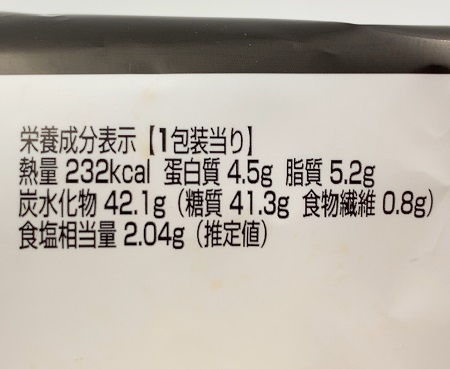 栄養成分表示【1包装当り】
熱量 232kcal 蛋白質 4.5g 脂質 5.2g
炭水化物 42.1g（糖質 41.3g 食物繊維 0.8g）
食塩相当量 2.04g（推定値）